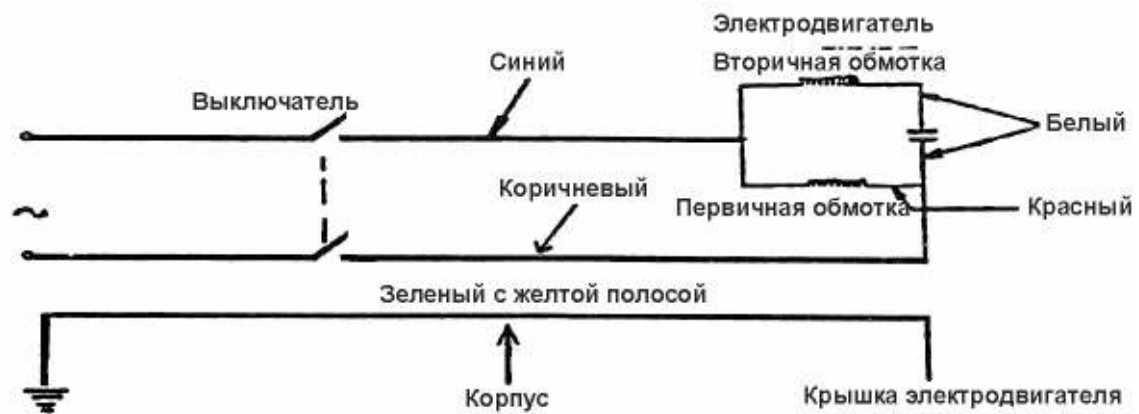 Электродвигатель
Синий
Вторичная обмотка
Выключатель
Белый
Коричневый
Первичная обмотка
Красный
Зеленый с желтой полосой
Корпус
Крышка электродвигателя